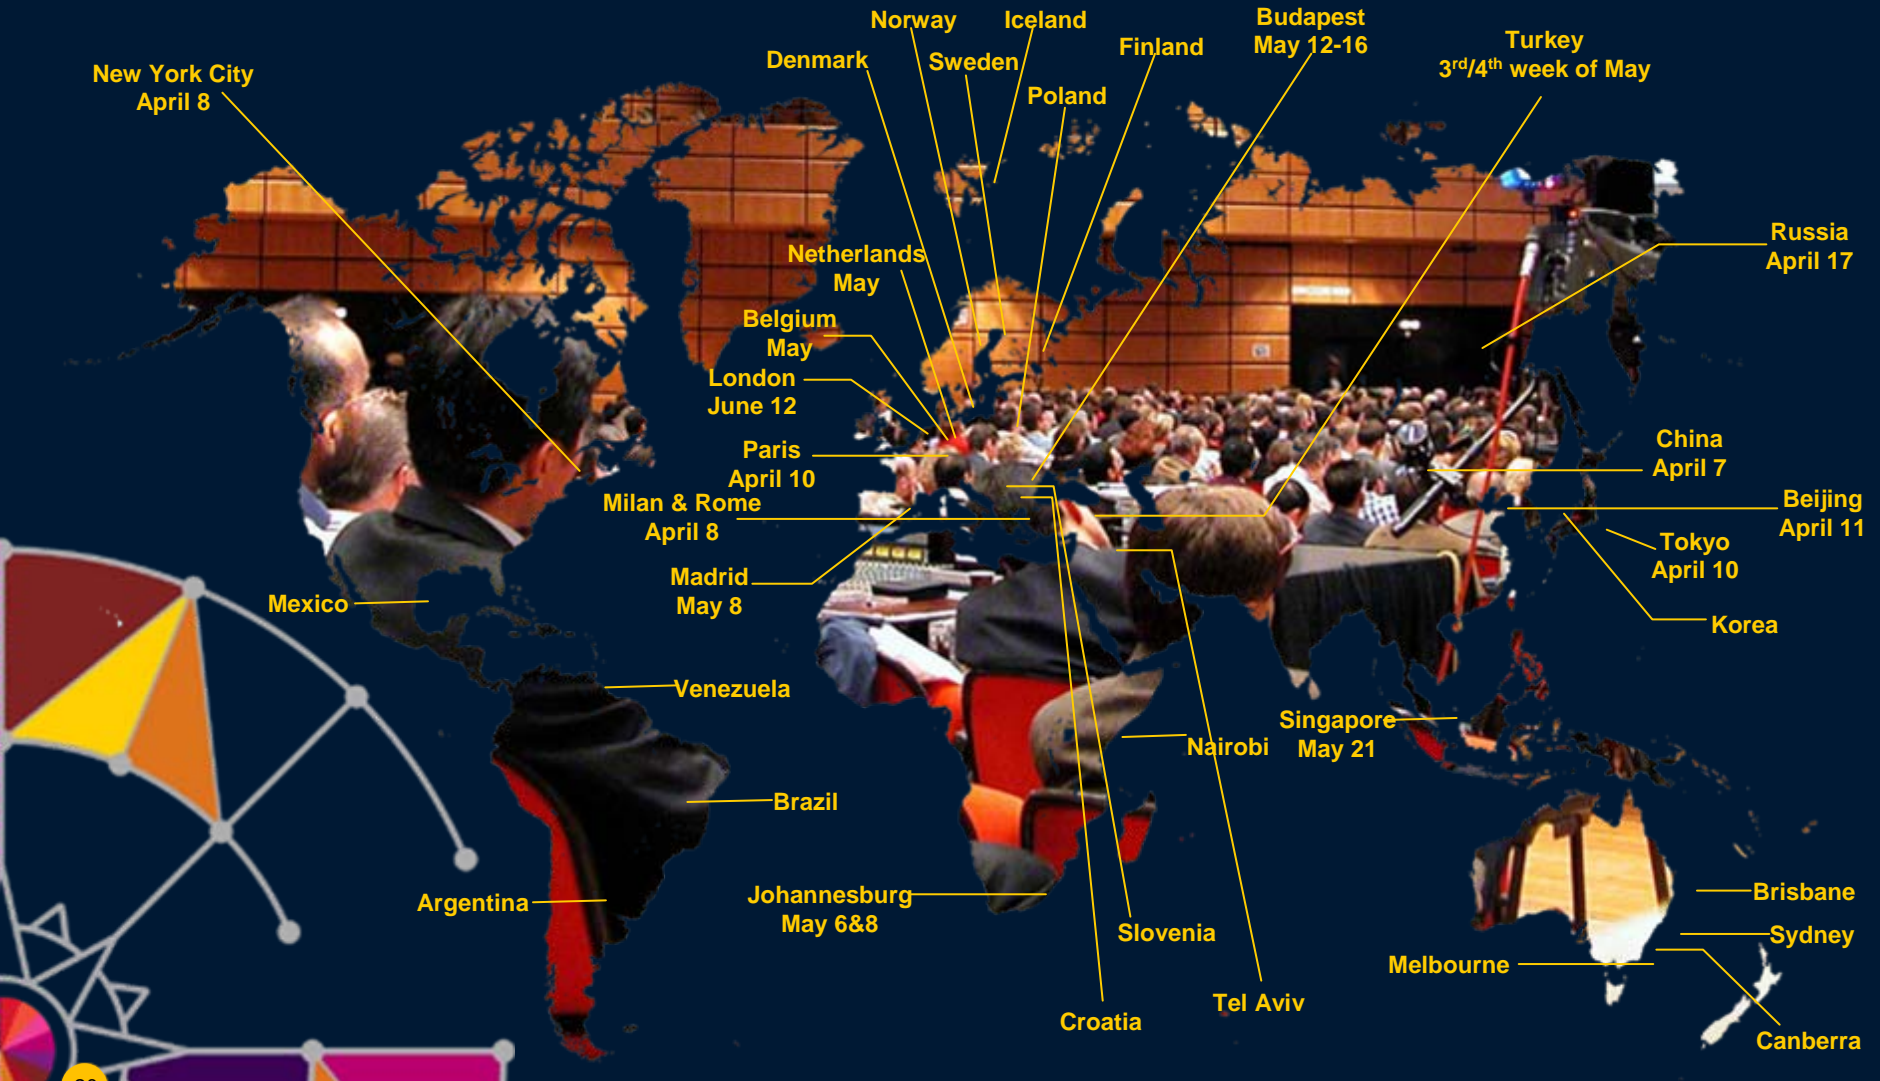 Norway
Iceland
Budapest
May 12-16
Finland
Turkey
3rd/4th week of May
Denmark
Sweden
New York City
April 8
Poland
Russia
April 17
Netherlands
May
Belgium
May
London
June 12
China
April 7
Paris
April 10
Milan & Rome
April 8
Beijing
April 11
Tokyo
April 10
Madrid
May 8
Mexico
Korea
Venezuela
Singapore
May 21
Nairobi
Brazil
Argentina
Johannesburg
May 6&8
Brisbane
Slovenia
Sydney
Melbourne
Tel Aviv
Croatia
Canberra